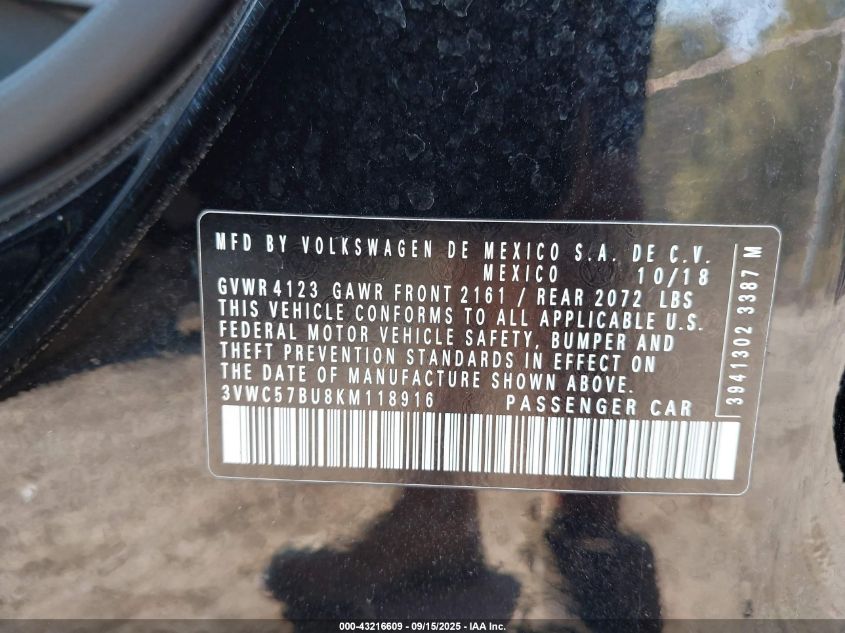 MFD BY VOLKSWAGEN DE MEXICO S.A. DE C.V.
MEXICO 10/18
GVWR 4123 GAWR FRONT 2161 / REAR 2072 LBS
THIS VEHICLE CONFORMS TO ALL APPLICABLE U.S.
FEDERAL MOTOR VEHICLE SAFETY, BUMPER AND
THEFT PREVENTION STANDARDS IN EFFECT ON
THE DATE OF MANUFACTURE SHOWN ABOVE.
3VWC57BU8KM118916 PASSENGER CAR
3941302 3387 M
000-43216609 - 09/15/2025 - IAA Inc.